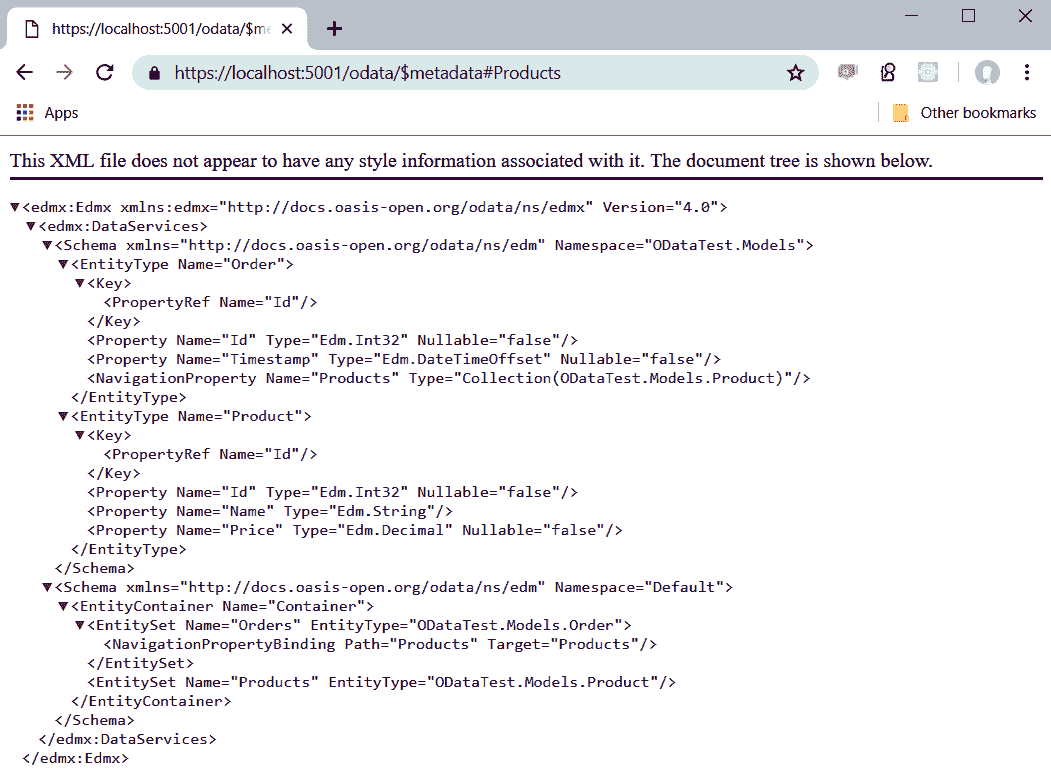 https://localhost:5001/odata/$me
https://localhost:5001/odata/$metadata#Products
Apps
Other bookmarks
This XML file does not appear to have any style information associated with it. The document tree is shown below.
▼<edmx:Edmx xmlns:edmx="http://docs.oasis-open.org/odata/ns/edmx" Version="4.0">
▼<edmx:DataServices>
▼<Schema xmlns="http://docs.oasis-open.org/odata/ns/edm" Namespace="ODataTest.Models">
▼<EntityType Name="Order">
▼<Key>
<PropertyRef Name="Id"/>
</Key>
<Property Name="Id" Type="Edm.Int32" Nullable="false"/>
<Property Name="Timestamp" Type="Edm.DateTimeOffset" Nullable="false"/>
<NavigationProperty Name="Products" Type="Collection(ODataTest.Models.Product)"/>
</EntityType>
▼<EntityType Name="Product">
▼<Key>
<PropertyRef Name="Id"/>
</Key>
<Property Name="Id" Type="Edm.Int32" Nullable="false"/>
<Property Name="Name" Type="Edm.String"/>
<Property Name="Price" Type="Edm.Decimal" Nullable="false"/>
</EntityType>
</Schema>
▼<Schema xmlns="http://docs.oasis-open.org/odata/ns/edm" Namespace="Default">
▼<EntityContainer Name="Container">
▼<EntitySet Name="Orders" EntityType="ODataTest.Models.Order">
<NavigationPropertyBinding Path="Products" Target="Products"/>
</EntitySet>
<EntitySet Name="Products" EntityType="ODataTest.Models.Product"/>
</EntityContainer>
</Schema>
</edmx:DataServices>
</edmx:Edmx>